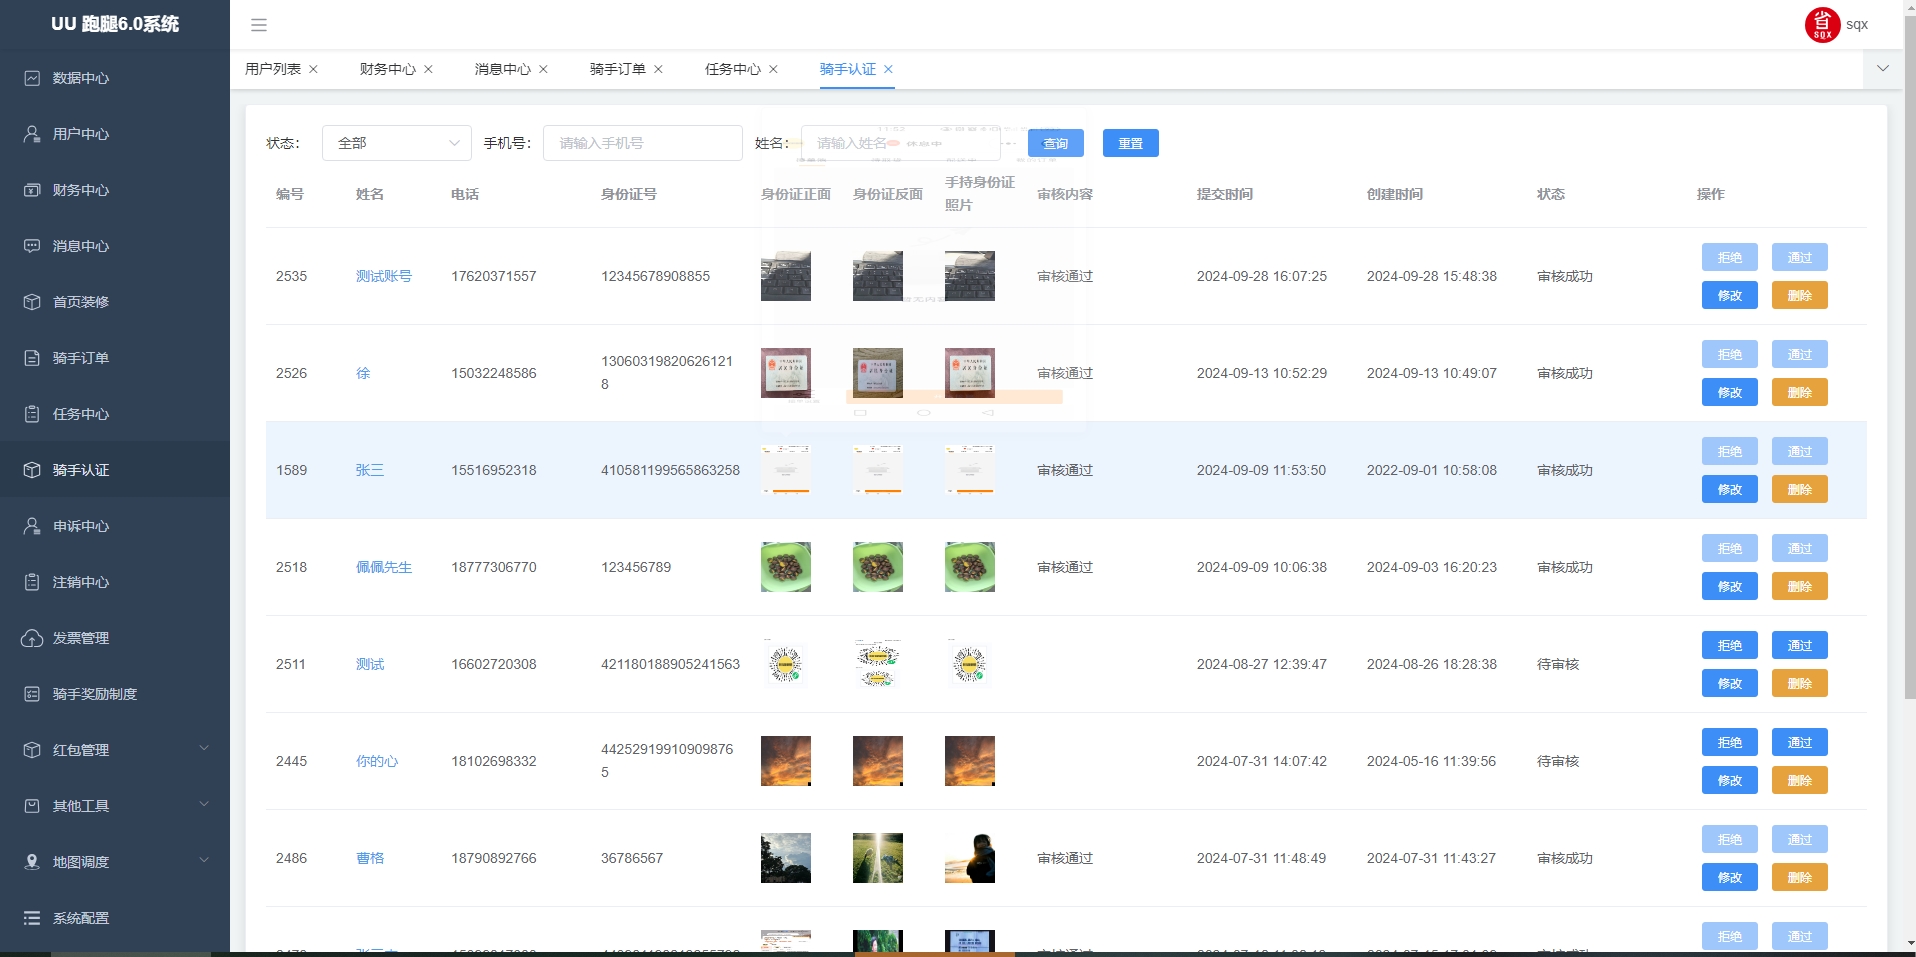 UU 跑腿6.0系统
sqx
数据中心
用户中心
财务中心
消息中心
首页装修
骑手订单
任务中心
骑手认证
申诉中心
注销中心
发票管理
骑手奖励制度
红包管理
其他工具
地图调度
系统配置
用户列表 财务中心 消息中心 骑手订单 任务中心 骑手认证
状态： 全部 手机号： 请输入手机号 姓名： 请输入姓名 查询 重置
编号 姓名 电话 身份证号 身份证正面 身份证反面 手持身份证照片 审核内容 提交时间 创建时间 状态 操作
2535 测试账号 17620371557 12345678908855 审核通过 2024-09-28 16:07:25 2024-09-28 15:48:38 审核成功 拒绝 通过
修改 删除
2526 徐 15032248586 130603198206261218 审核通过 2024-09-13 10:52:29 2024-09-13 10:49:07 审核成功 拒绝 通过
修改 删除
1589 张三 15516952318 410581199565863258 审核通过 2024-09-09 11:53:50 2022-09-01 10:58:08 审核成功 拒绝 通过
修改 删除
2518 佩佩先生 18777306770 123456789 审核通过 2024-09-09 10:06:38 2024-09-03 16:20:23 审核成功 拒绝 通过
修改 删除
2511 测试 16602720308 421180188905241563 2024-08-27 12:39:47 2024-08-26 18:28:38 待审核 拒绝 通过
修改 删除
2445 你的心 18102698332 442529199109098765 2024-07-31 14:07:42 2024-05-16 11:39:56 待审核 拒绝 通过
修改 删除
2486 曹格 18790892766 36786567 审核通过 2024-07-31 11:48:49 2024-07-31 11:43:27 审核成功 拒绝 通过
修改 删除
拒绝 通过